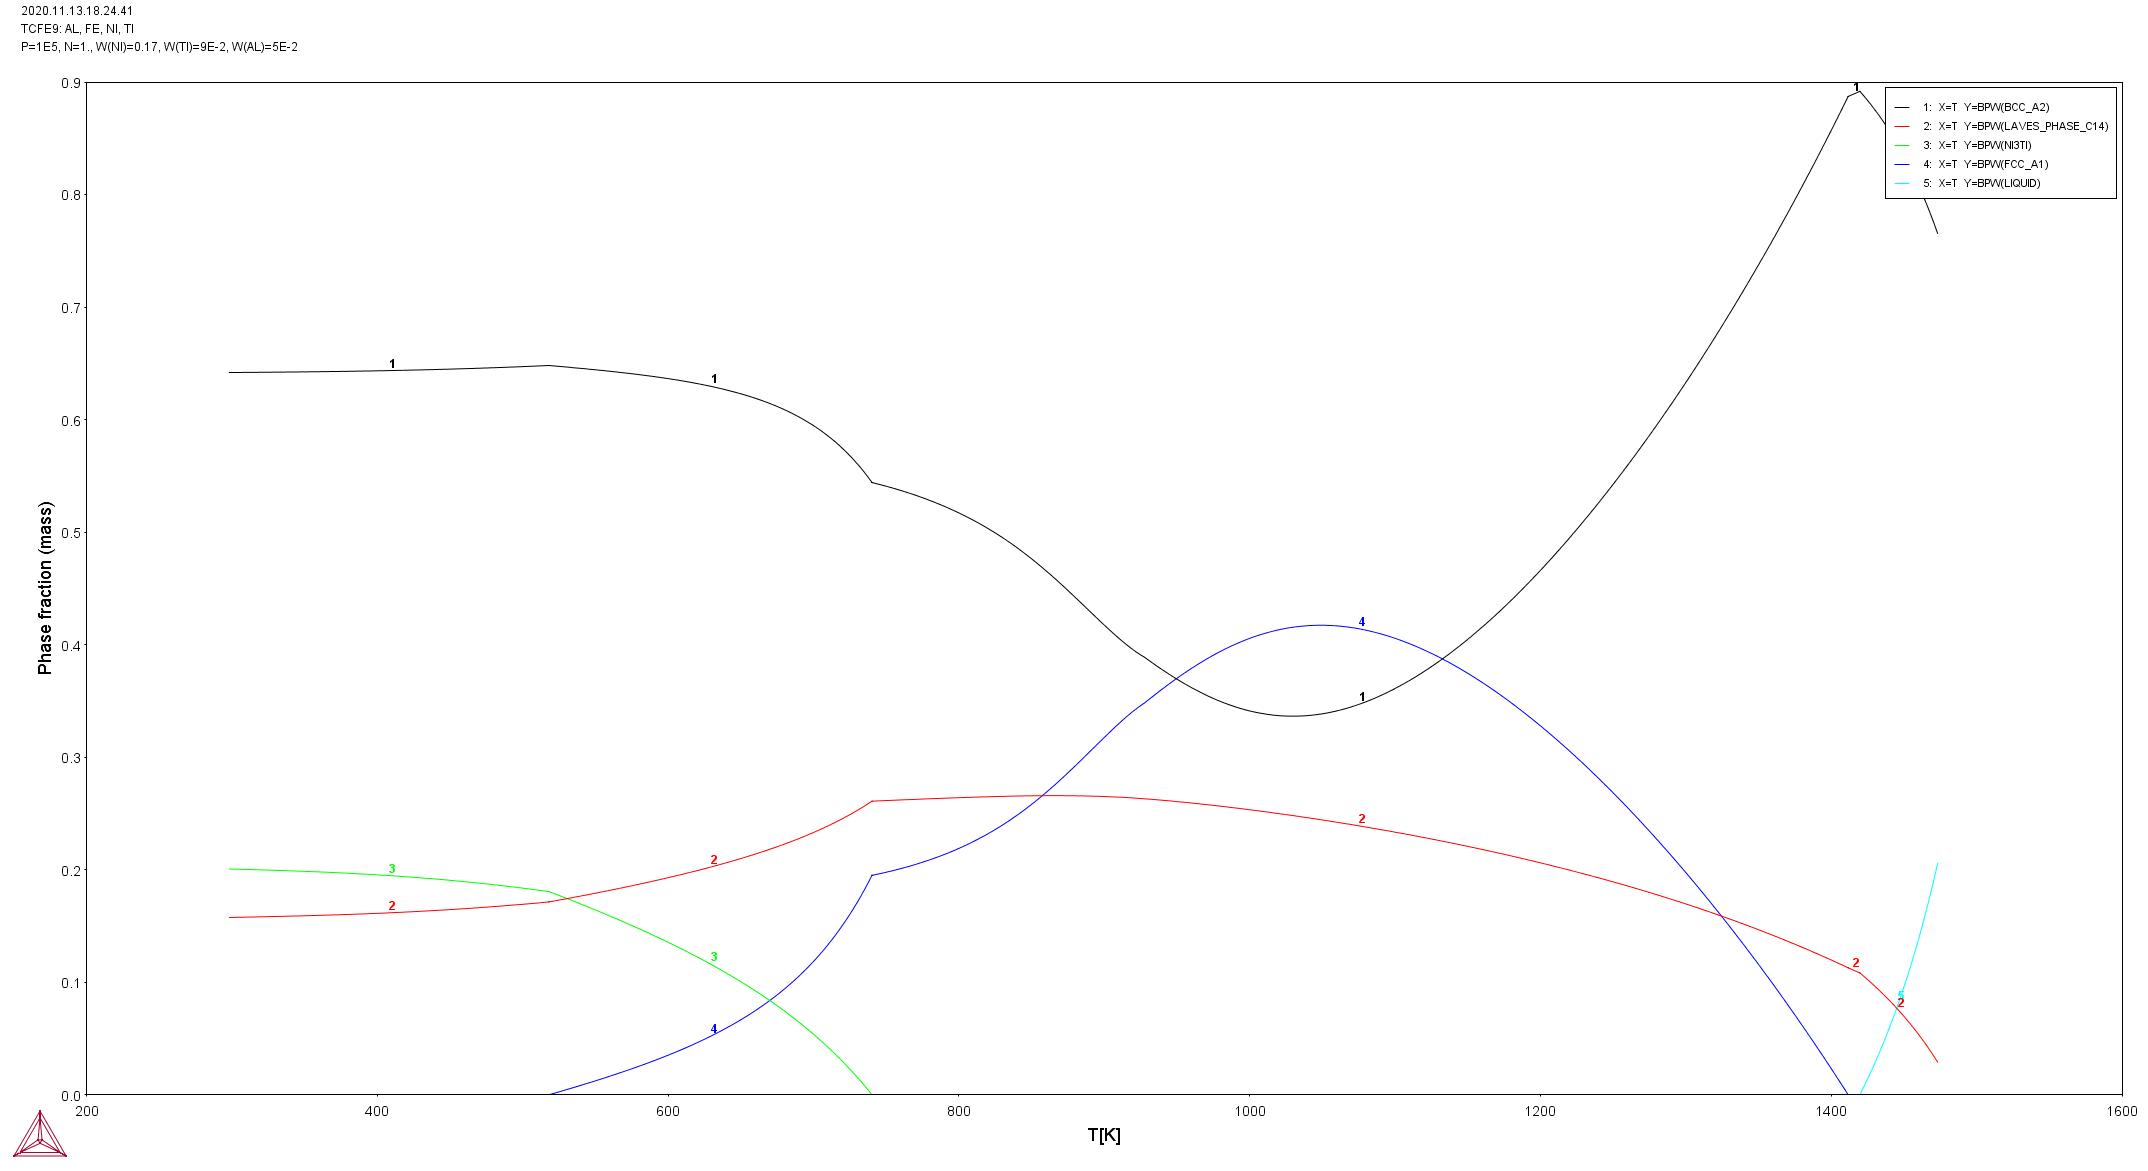 2020.11.13.18.24.41
TCFE9: AL, FE, NI, TI
P=1E5, N=1., W(NI)=0.17, W(TI)=9E-2, W(AL)=5E-2
0.9
0.8
0.7
0.6
0.5
0.4
0.3
0.2
0.1
0.0
Phase fraction (mass)
1
1
1
1
2
2
2
2
2
3
3
4
4
5
1: X=T Y=BPW(BCC_A2)
2: X=T Y=BPW(LAVES_PHASE_C14)
3: X=T Y=BPW(NI3TI)
4: X=T Y=BPW(FCC_A1)
5: X=T Y=BPW(LIQUID)
200 400 600 800 1000 1200 1400 1600
T[K]